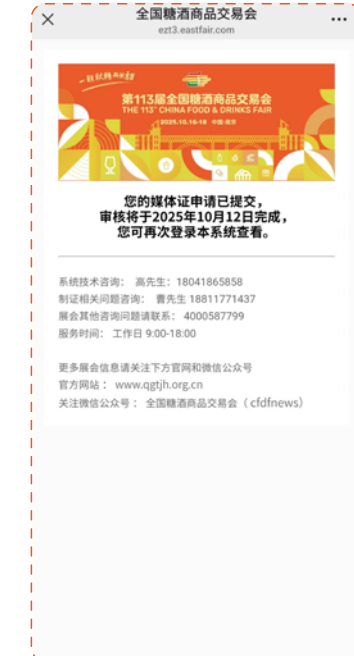 全国糖酒商品交易会
ezt3.eastfair.com
第113届全国糖酒商品交易会
THE 113th CHINA FOOD & DRINKS FAIR
2025.10.16-18 中国·南京
您的媒体证申请已提交，
审核将于2025年10月12日完成，
您可再次登录本系统查看。
系统技术咨询： 高先生：18041865858
制证相关问题咨询： 曹先生 18811771437
展会其他咨询问题请联系： 4000587799
服务时间： 工作日 9:00-18:00
更多展会信息请关注下方官网和微信公众号
官方网站： www.qgtjh.org.cn
关注微信公众号： 全国糖酒商品交易会（ cfdfnews）